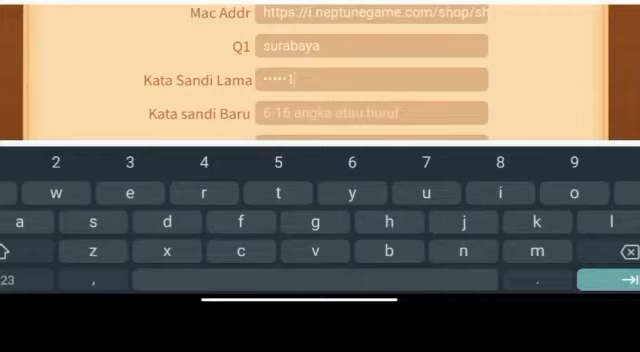 Mac Addr https://i.neptunegame.com/shop/sh
Q1 surabaya
Kata Sandi Lama •••••1
Kata sandi Baru 6-16 angka atau huruf
2 3 4 5 6 7 8 9
w e r t y u i o
a s d f g h j k l
z x c v b n m
23 , .